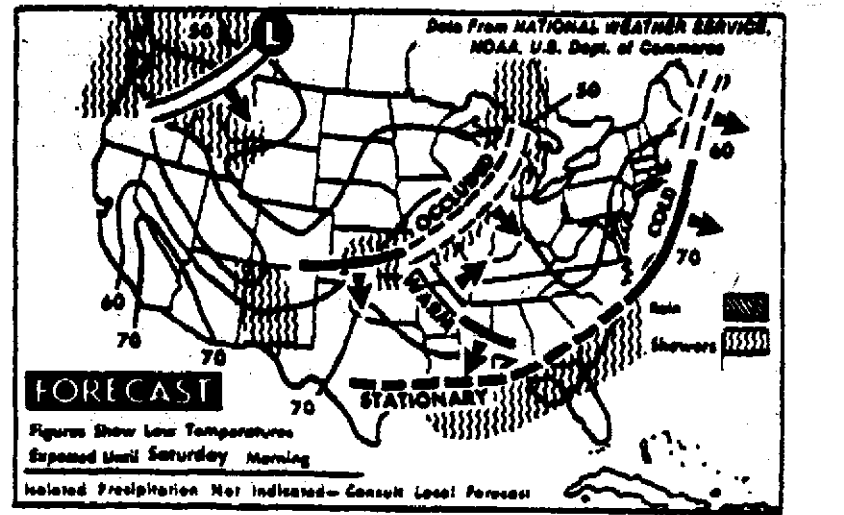 50
L
Data From NATIONAL WEATHER SERVICE,
NOAA, U.S. Dept. of Commerce
50
60
OCCLUDED
COLD
70
WARM
60
70
70
Rain
Showers
FORECAST
70
STATIONARY
Figures Show Low Temperatures
Expected Until Saturday Morning
Isolated Precipitation Not Indicated— Consult Local Forecast